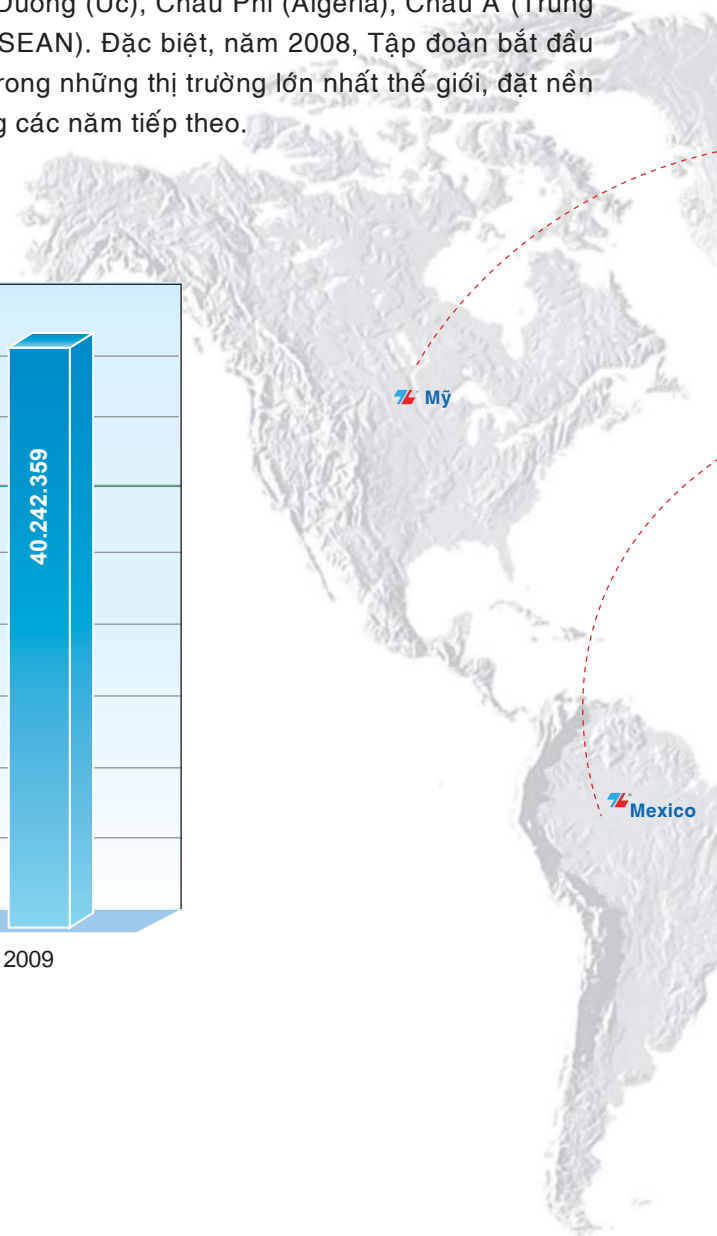 Dương (Úc), Châu Phi (Algeria), Châu Á (Trung
SEAN). Đặc biệt, năm 2008, Tập đoàn bắt đầu
rong những thị trường lớn nhất thế giới, đặt nền
g các năm tiếp theo.
Mỹ
40.242.359
Mexico
2009